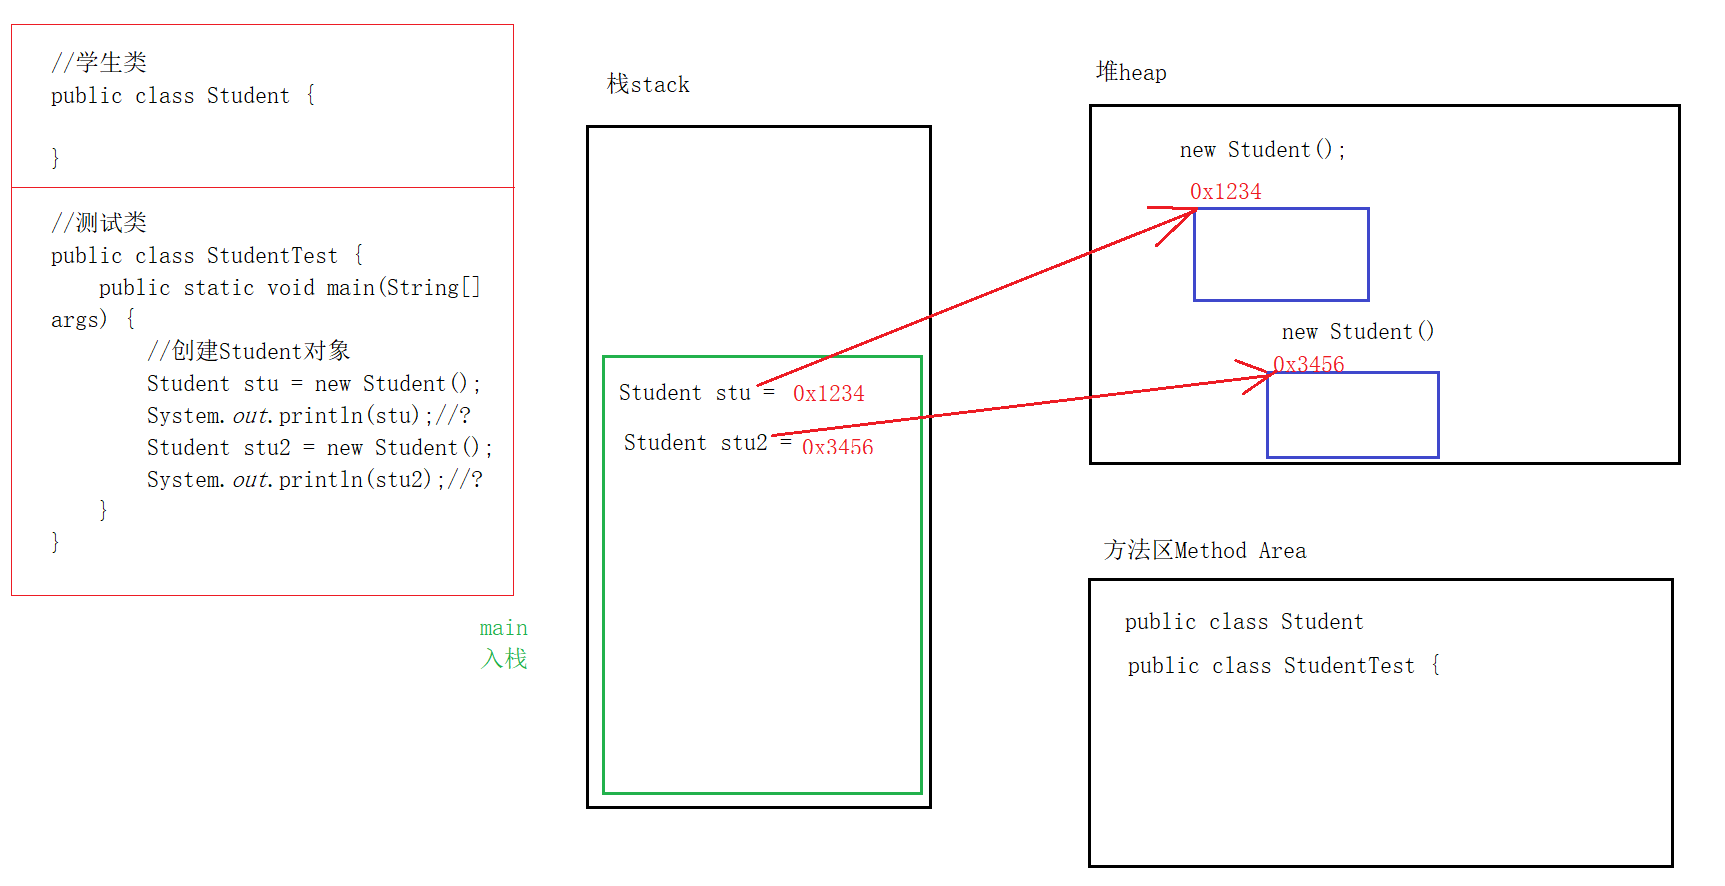 //学生类
public class Student {
}
//测试类
public class StudentTest {
public static void main(String[]
args) {
//创建Student对象
Student stu = new Student();
System.out.println(stu);//?
Student stu2 = new Student();
System.out.println(stu2);//?
}
}
main
入栈
栈stack
Student stu = 0x1234
Student stu2 = 0x3456
堆heap
new Student();
0x1234
new Student()
0x3456
方法区Method Area
public class Student
public class StudentTest {